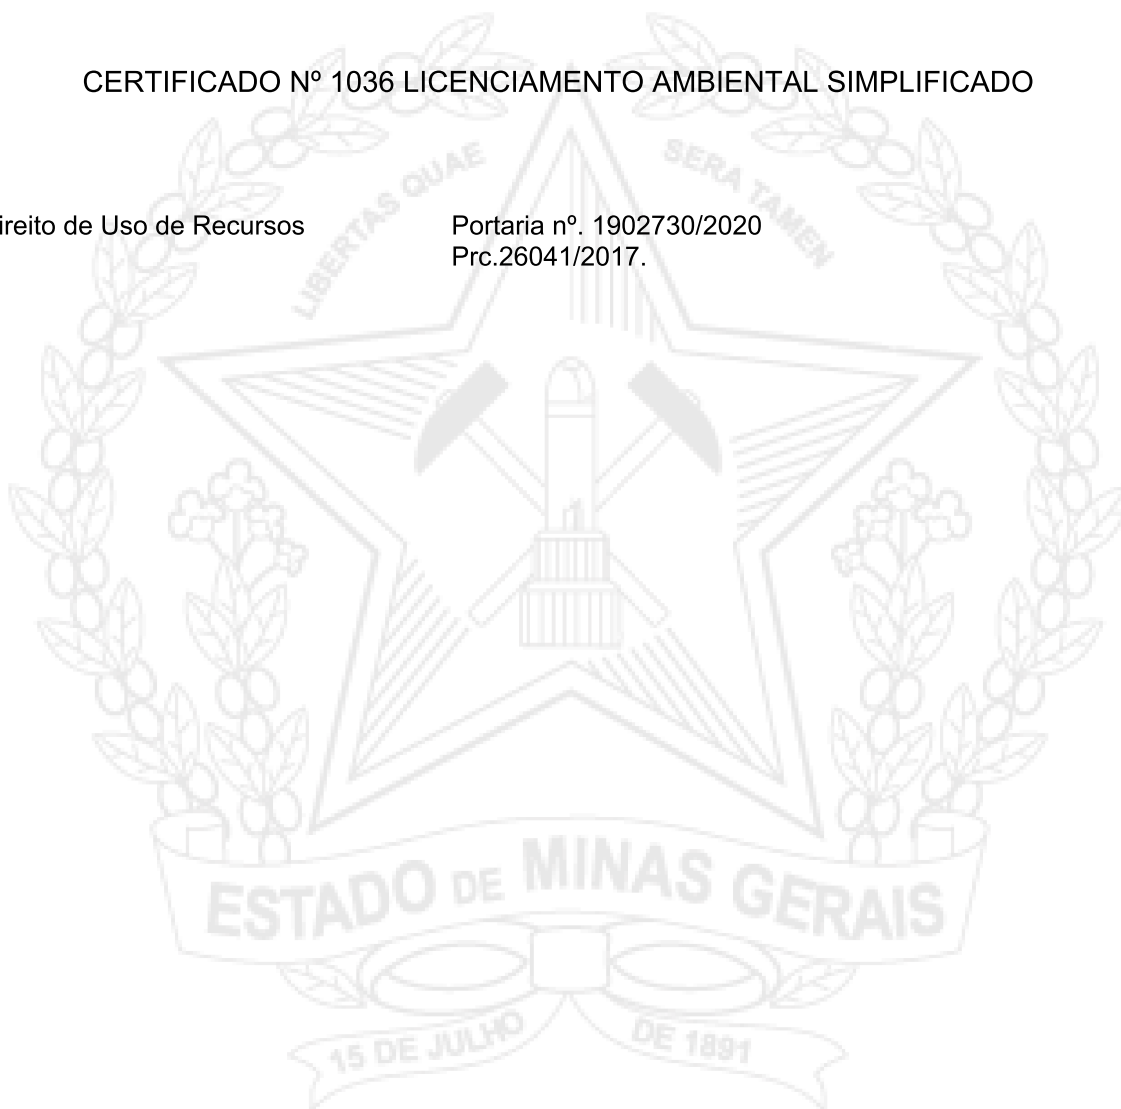 CERTIFICADO Nº 1036 LICENCIAMENTO AMBIENTAL SIMPLIFICADO
LIBERTAS QUAE SERA TAMEN
ireito de Uso de Recursos Portaria nº. 1902730/2020
Prc.26041/2017.
ESTADO DE MINAS GERAIS
15 DE JULHO DE 1891